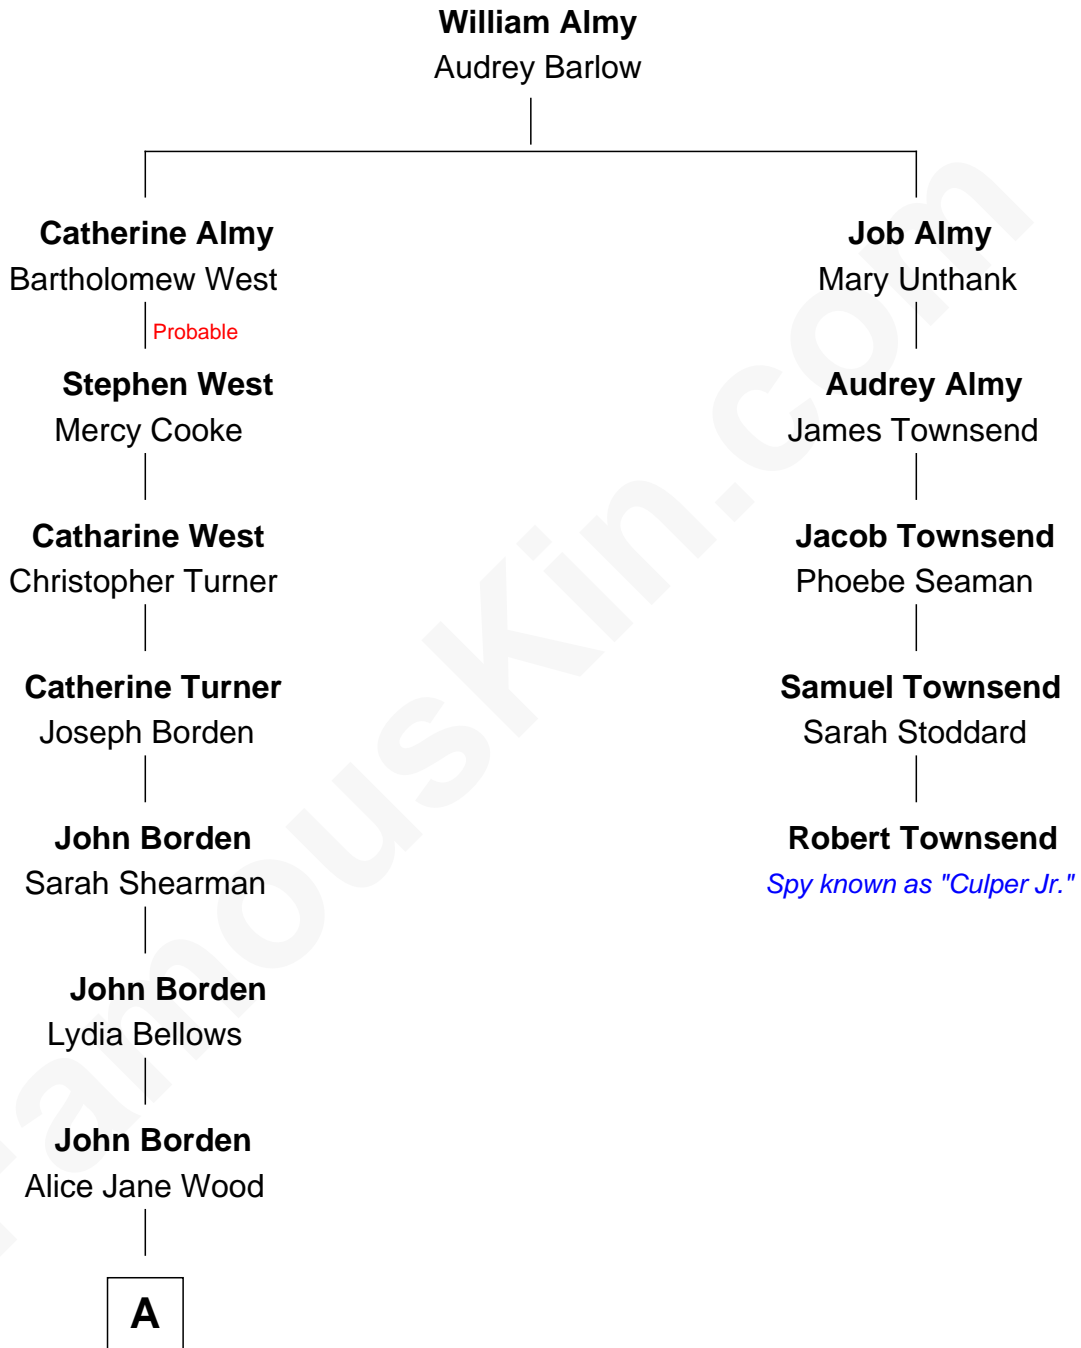 William Almy
Audrey Barlow
Catherine Almy
Bartholomew West
Probable
Stephen West
Mercy Cooke
Catharine West
Christopher Turner
Catherine Turner
Joseph Borden
John Borden
Sarah Shearman
John Borden
Lydia Bellows
John Borden
Alice Jane Wood
A
Job Almy
Mary Unthank
Audrey Almy
James Townsend
Jacob Townsend
Phoebe Seaman
Samuel Townsend
Sarah Stoddard
Robert Townsend
Spy known as "Culper Jr."
FamousKin.com